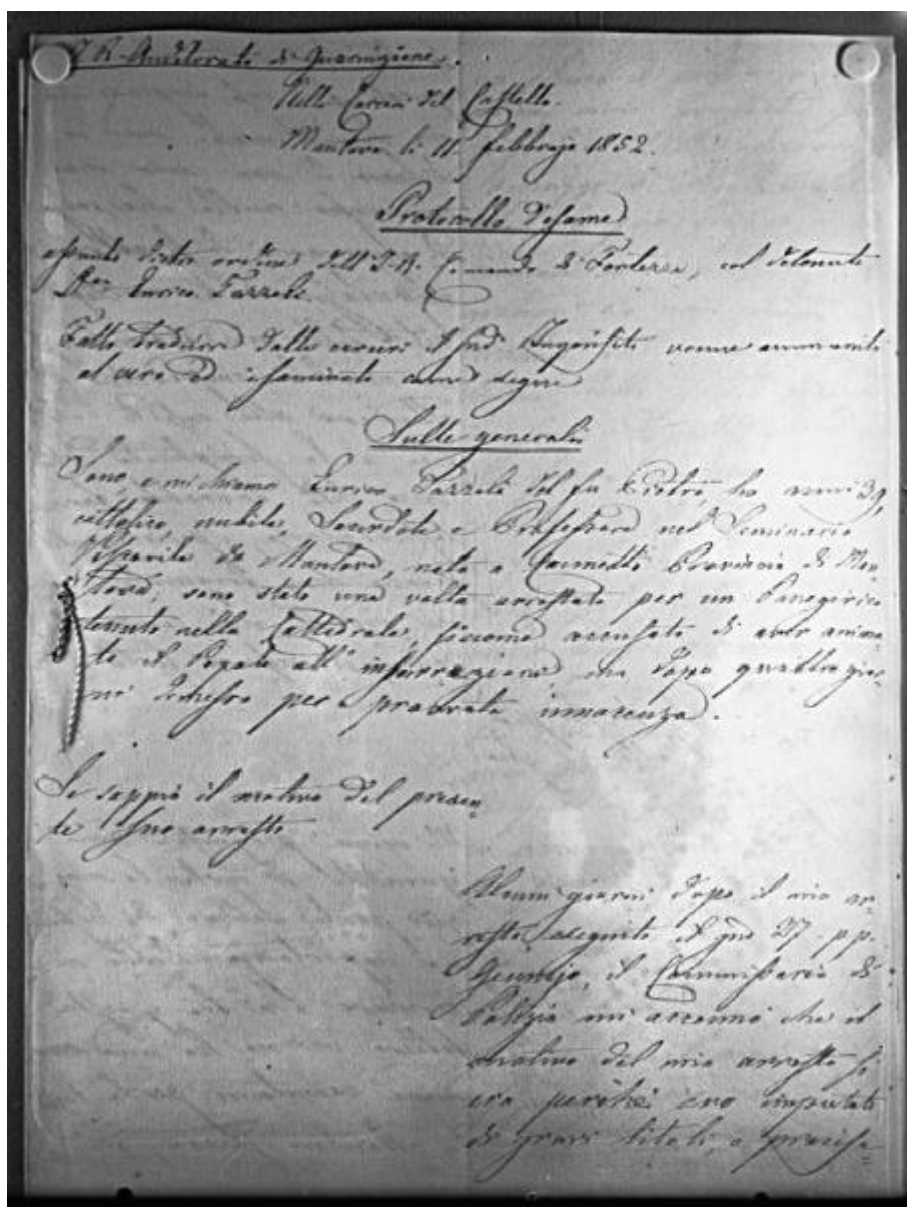 I. R. Auditorato di Guarnigione.
Nelle Carceri del Castello.
Mantova li 11 febbrajo 1852.
Protocollo d'esame
assunto dietro ordine dell'I. R. Comando di Fortezza, col detenuto
Don Enrico Tazzoli.
Fatto tradurre dalle carceri il sud. Inquisito venne ammonito
al vero ed esaminato come segue
Sulle generali
Sono, e mi chiamo Enrico Tazzoli del fu Pietro, ho anni 39,
cattolico, nubile, Sacerdote, e Professore nel Seminario
Vescovile di Mantova, nato a Canneto Provincia di Man-
tova; sono stato una volta arrestato per un Panegirico
tenuto nella Cattedrale, siccome accusato di aver anima-
to il Popolo all'insurrezione ma dopo quattro gior-
ni dimesso per provata innocenza.
Se sappia il motivo del presen-
te suo arresto
Alcuni giorni dopo il mio ar-
resto, seguito il gno 27 p.p.
Gennajo, il Commissario di
Polizia mi accennò che il
motivo del mio arresto si
era perchè ero imputato
di gravi titoli, e precisa=